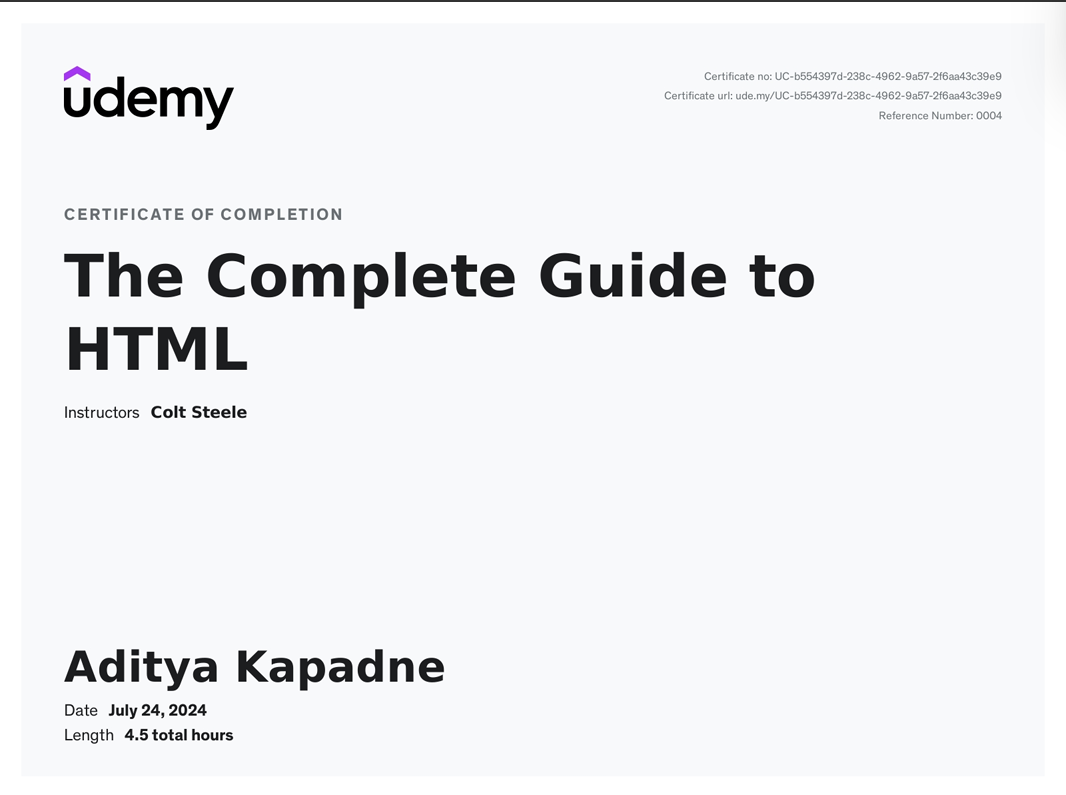 udemy
Certificate no: UC-b554397d-238c-4962-9a57-2f6aa43c39e9
Certificate url: ude.my/UC-b554397d-238c-4962-9a57-2f6aa43c39e9
Reference Number: 0004
CERTIFICATE OF COMPLETION
The Complete Guide to
HTML
Instructors Colt Steele
Aditya Kapadne
Date July 24, 2024
Length 4.5 total hours